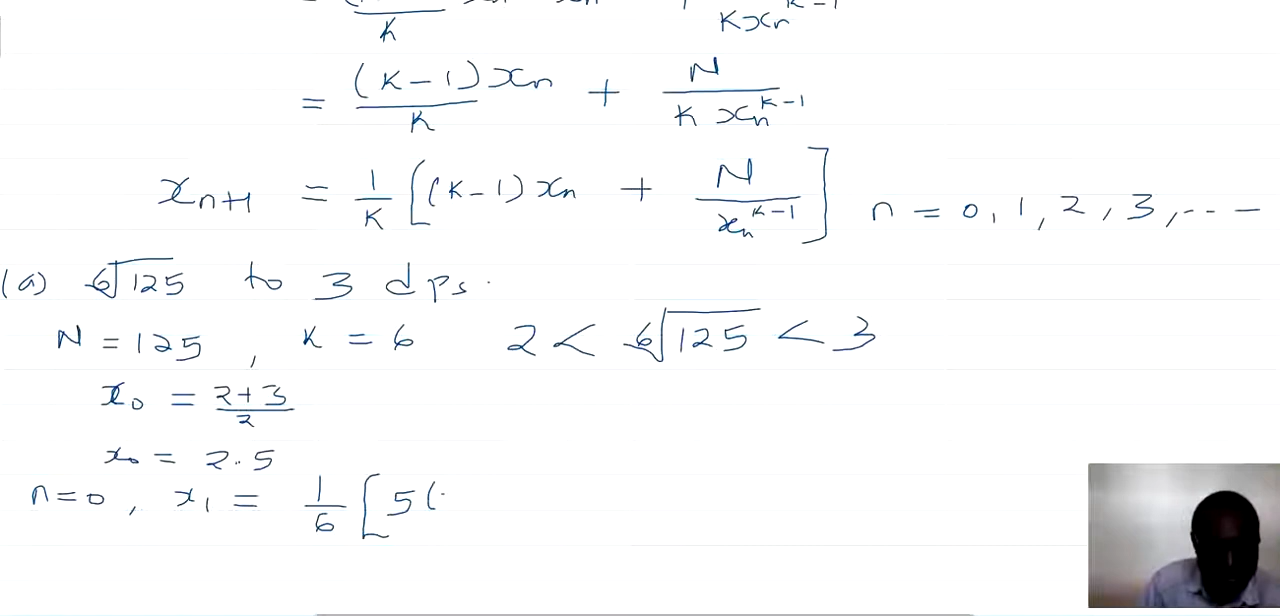 = K + K xₙ^(K-1)
= (K-1)xₙ / K + N / K xₙ^(K-1)
xₙ₊₁ = 1/K [(K-1)xₙ + N / xₙ^(K-1)] n = 0, 1, 2, 3, ...
(a) ⁶√125 to 3 dps.
N = 125, K = 6 2 < ⁶√125 < 3
x₀ = 2+3 / 2
x₀ = 2.5
n=0, x₁ = 1/6 [5(